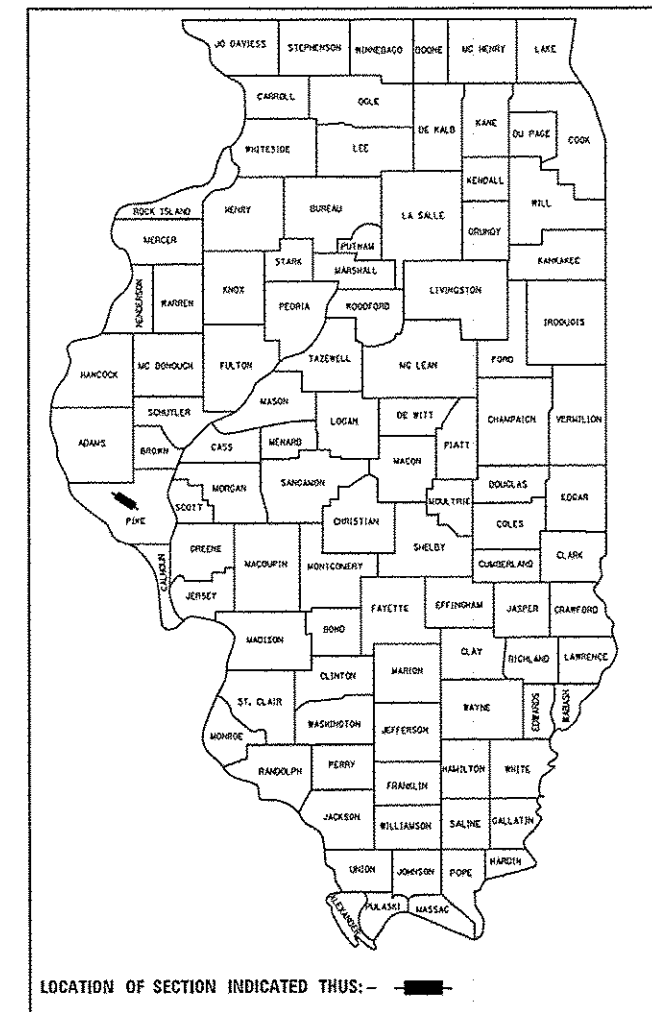 JO DAVIESS STEPHENSON WINNEBAGO BOONE MC HENRY LAKE
CARROLL OGLE DE KALB KANE DU PAGE COOK
WHITESIDE LEE
KENDALL WILL
ROCK ISLAND HENRY BUREAU LA SALLE GRUNDY
MERCER PUTNAM
STARK MARSHALL KANKAKEE
HENDERSON WARREN KNOX PEORIA WOODFORD LIVINGSTON IROQUOIS
HANCOCK MC DONOUGH FULTON TAZEWELL MC LEAN FORD
MASON
SCHUYLER LOGAN DE WITT CHAMPAIGN VERMILION
ADAMS BROWN CASS MENARD PIATT
MACON
MORGAN SANGAMON DOUGLAS EDGAR
PIKE SCOTT CHRISTIAN MOULTRIE COLES
SHELBY
GREENE MACOUPIN MONTGOMERY CUMBERLAND CLARK
CALHOUN JERSEY
FAYETTE EFFINGHAM JASPER CRAWFORD
MADISON BOND
CLAY RICHLAND LAWRENCE
CLINTON MARION
ST. CLAIR
WASHINGTON JEFFERSON WAYNE EDWARDS WABASH
MONROE
RANDOLPH PERRY HAMILTON WHITE
FRANKLIN
JACKSON WILLIAMSON SALINE GALLATIN
UNION JOHNSON POPE HARDIN
ALEXANDER PULASKI MASSAC
LOCATION OF SECTION INDICATED THUS:-